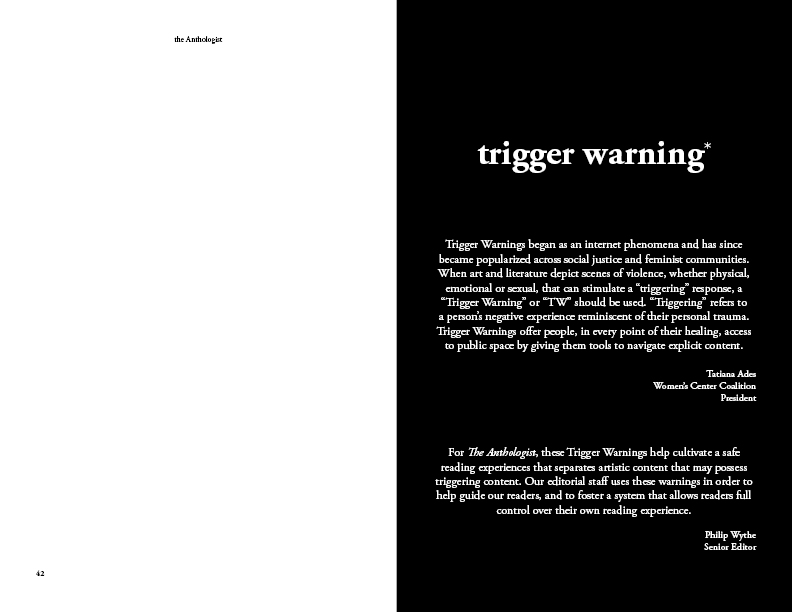 the Anthologist
42
trigger warning*
Trigger Warnings began as an internet phenomena and has since
became popularized across social justice and feminist communities.
When art and literature depict scenes of violence, whether physical,
emotional or sexual, that can stimulate a “triggering” response, a
“Trigger Warning” or “TW” should be used. “Triggering” refers to
a person’s negative experience reminiscent of their personal trauma.
Trigger Warnings offer people, in every point of their healing, access
to public space by giving them tools to navigate explicit content.
Tatiana Ades
Women’s Center Coalition
President
For The Anthologist, these Trigger Warnings help cultivate a safe
reading experiences that separates artistic content that may possess
triggering content. Our editorial staff uses these warnings in order to
help guide our readers, and to foster a system that allows readers full
control over their own reading experience.
Philip Wythe
Senior Editor